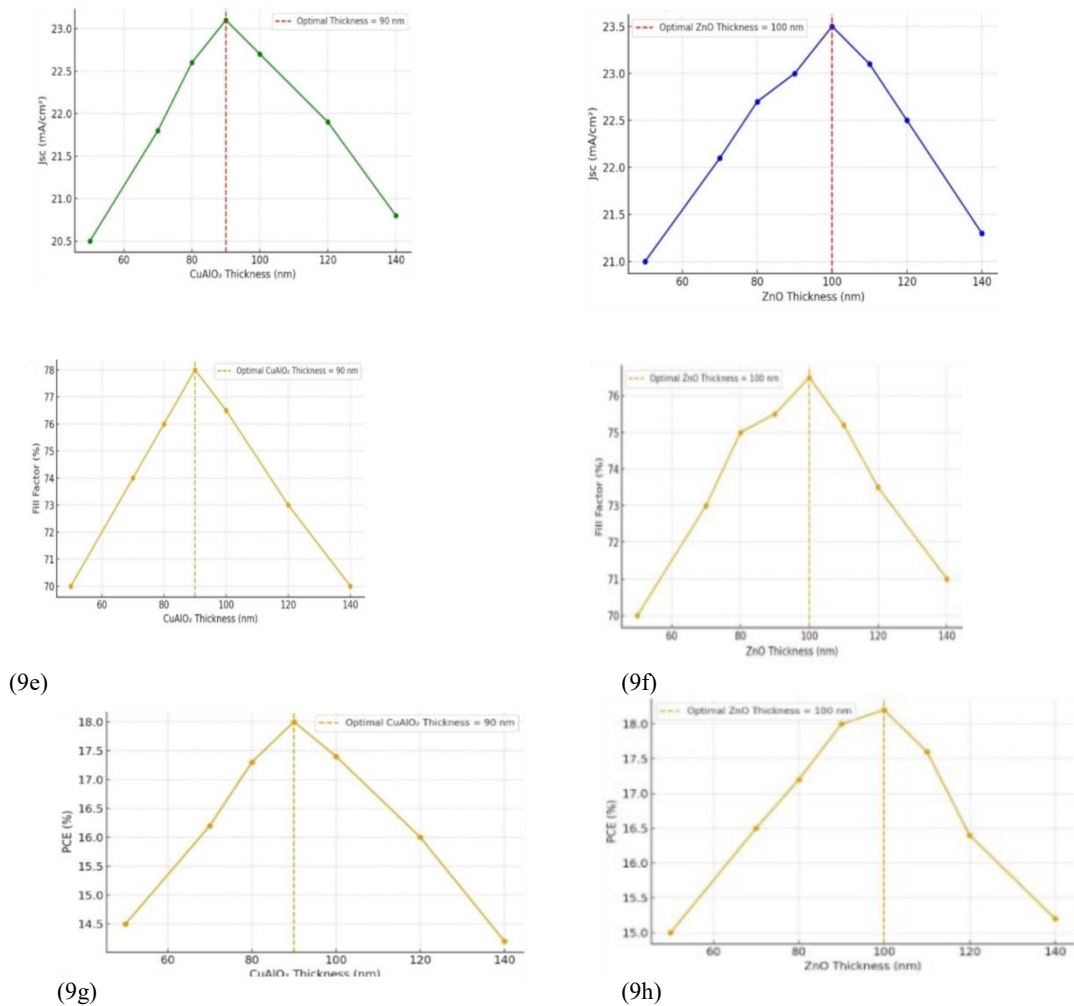 23.0
22.5
22.0
21.5
21.0
20.5
Jsc (mA/cm²)
Optimal Thickness = 90 nm
60 80 100 120 140
CuAlO₂ Thickness (nm)
23.5
23.0
22.5
22.0
21.5
21.0
Jsc (mA/cm²)
Optimal ZnO Thickness = 100 nm
60 80 100 120 140
ZnO Thickness (nm)
78
77
76
75
74
73
72
71
70
Fill Factor (%)
Optimal CuAlO₂ Thickness = 90 nm
60 80 100 120 140
CuAlO₂ Thickness (nm)
76
75
74
73
72
71
70
Fill Factor (%)
Optimal ZnO Thickness = 100 nm
60 80 100 120 140
ZnO Thickness (nm)
(9e) (9f)
18.0
17.5
17.0
16.5
16.0
15.5
15.0
14.5
PCE (%)
Optimal CuAlO₂ Thickness = 90 nm
60 80 100 120 140
CuAlO₂ Thickness (nm)
18.0
17.5
17.0
16.5
16.0
15.5
15.0
PCE (%)
Optimal ZnO Thickness = 100 nm
60 80 100 120 140
ZnO Thickness (nm)
(9g) (9h)